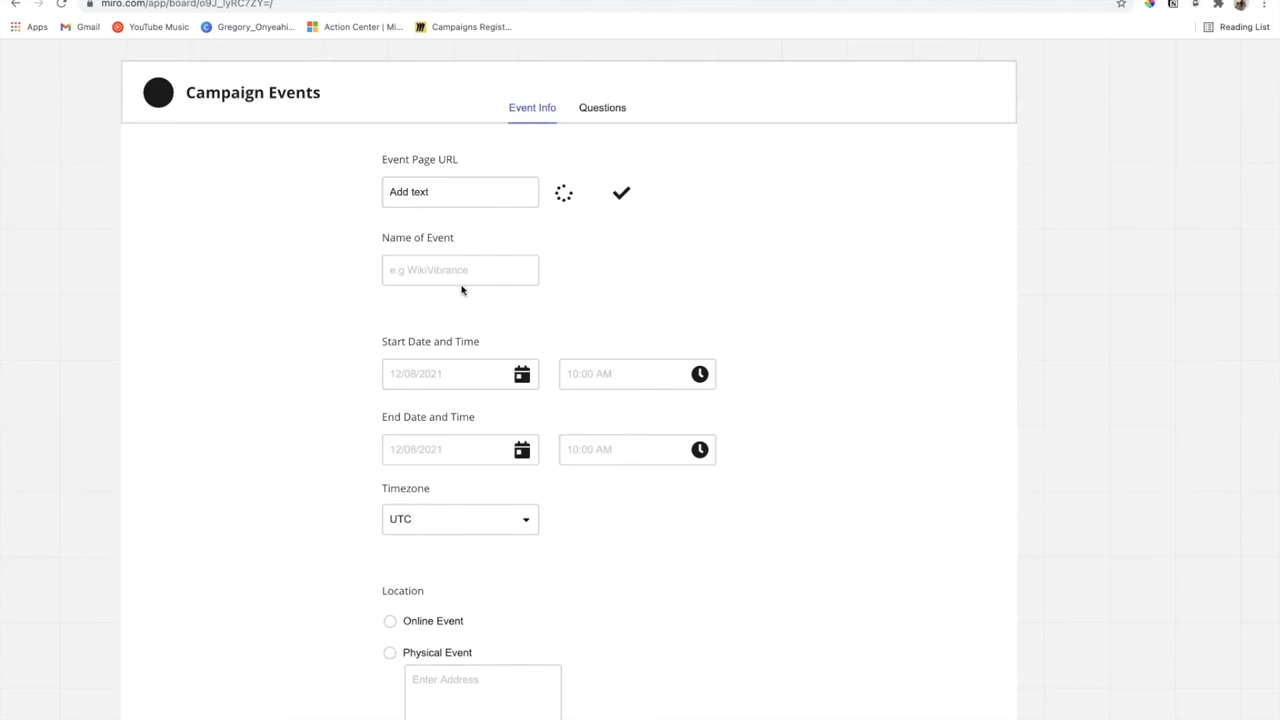 miro.com/app/board/o9J_lyRC7ZY=/
Apps Gmail YouTube Music Gregory_Onyeahi... Action Center | Mi... Campaigns Regist... Reading List
Campaign Events
Event Info Questions
Event Page URL
Add text
Name of Event
e.g WikiVibrance
Start Date and Time
12/08/2021 10:00 AM
End Date and Time
12/08/2021 10:00 AM
Timezone
UTC
Location
Online Event
Physical Event
Enter Address